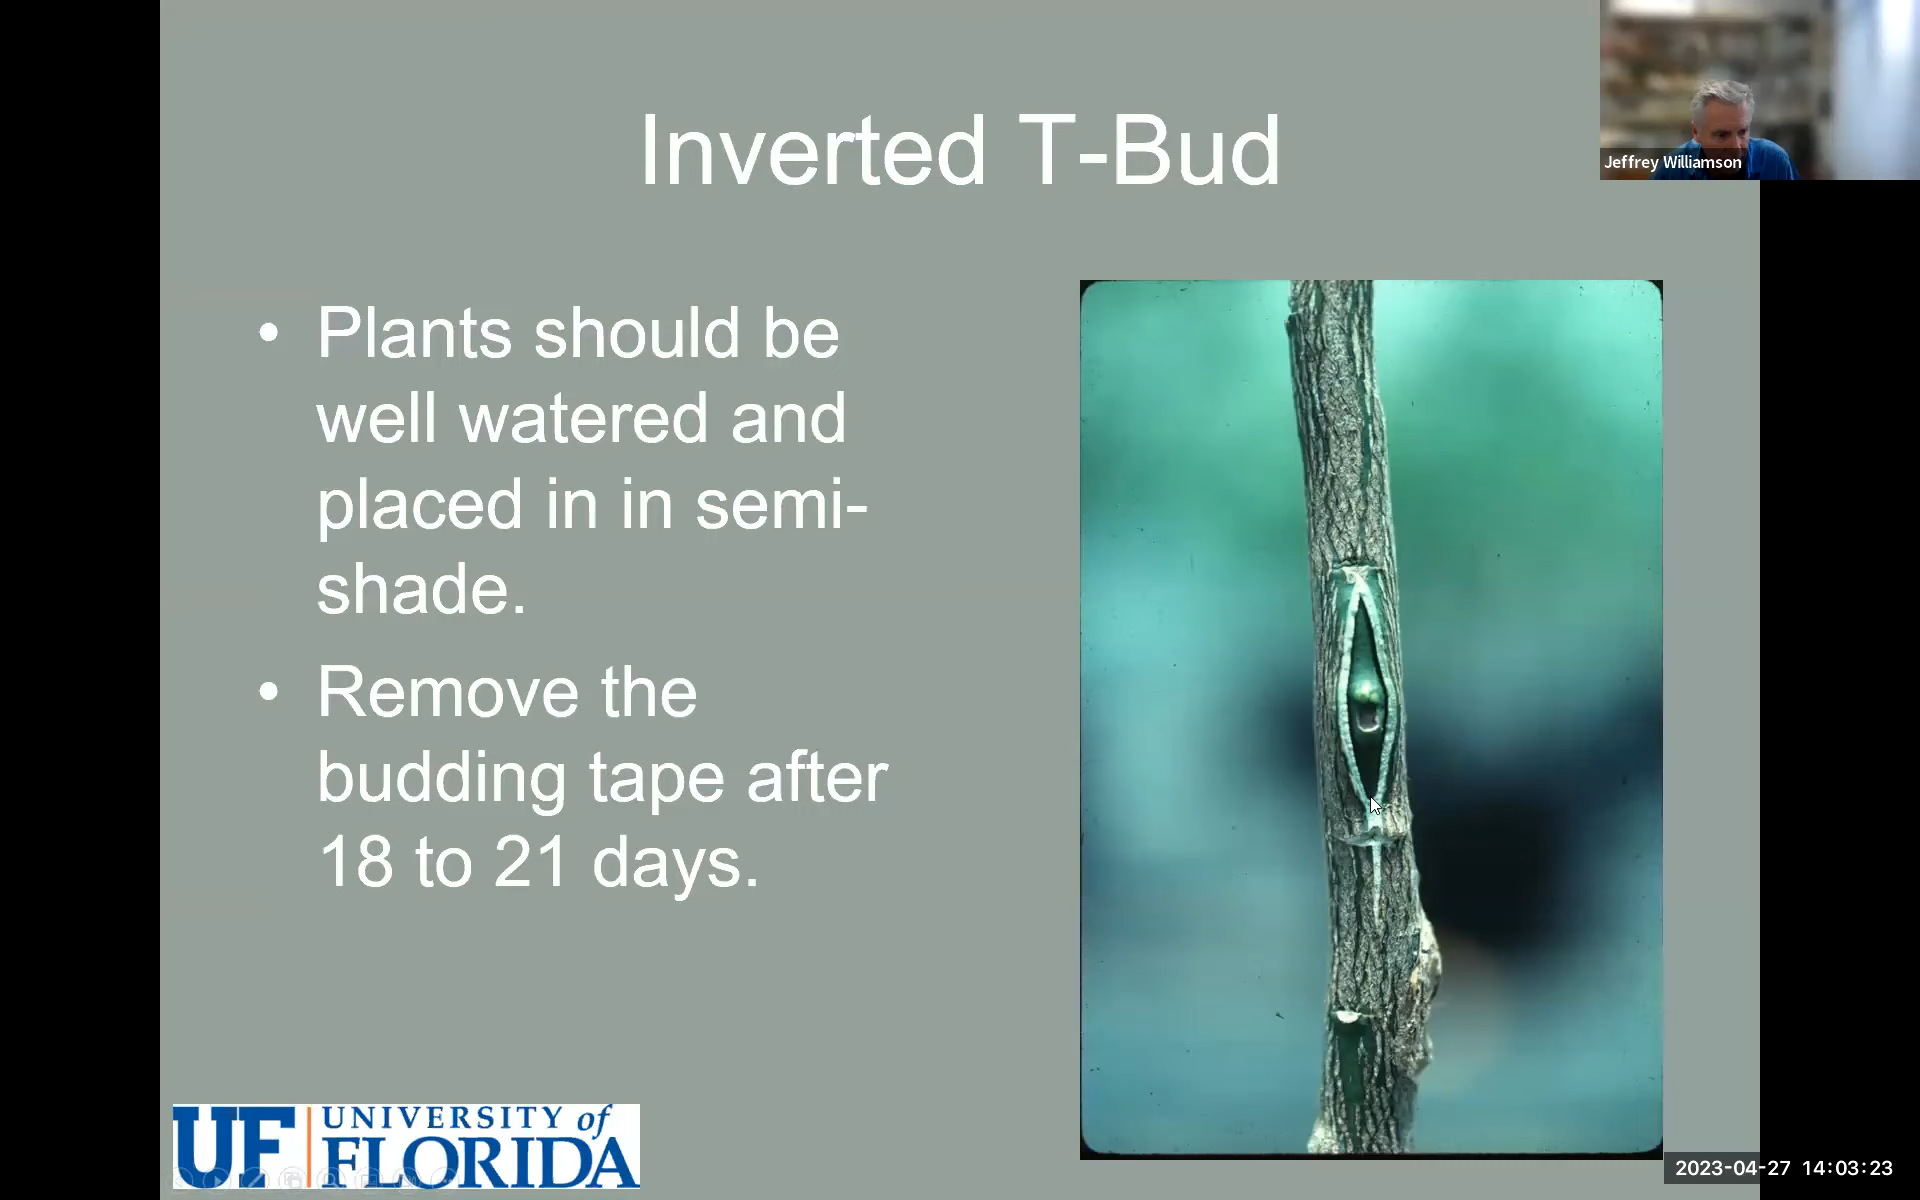 Inverted T-Bud
Jeffrey Williamson
• Plants should be
well watered and
placed in in semi-
shade.
• Remove the
budding tape after
18 to 21 days.
UF UNIVERSITY of
FLORIDA
2023-04-27 14:03:23